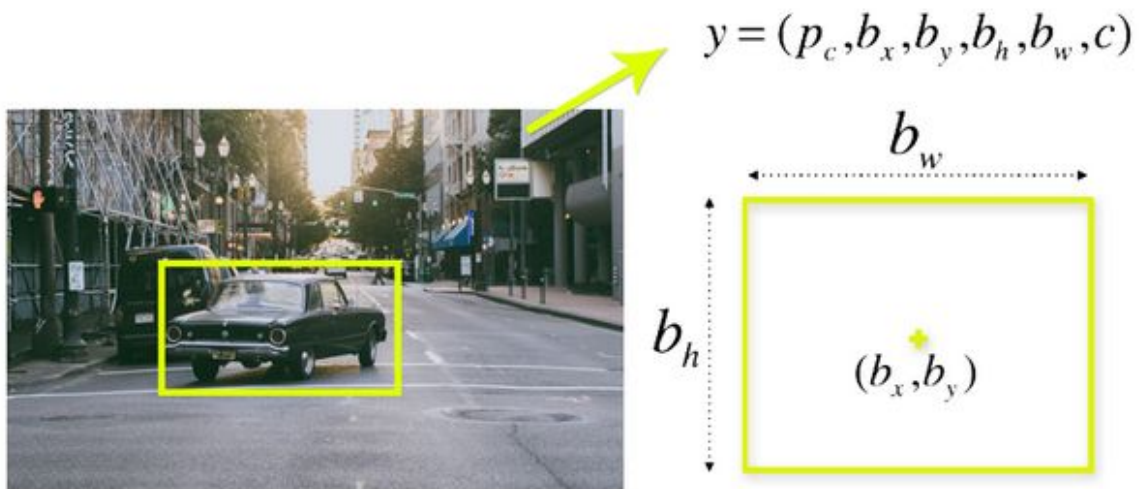 y = (p_c, b_x, b_y, b_h, b_w, c)
b_w
b_h
(b_x, b_y)